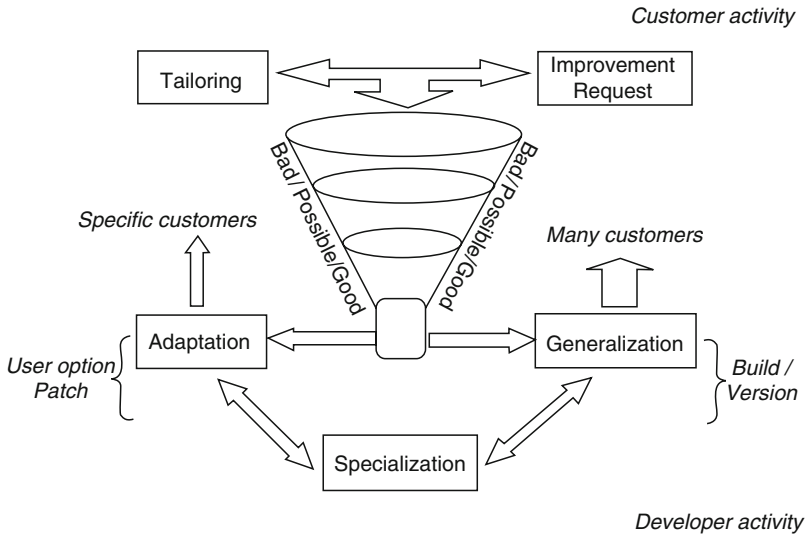 Customer activity
Tailoring
Improvement
Request
Bad/ Possible/Good
Bad/Possible/Good
Specific customers
Many customers
Adaptation
Generalization
User option
Patch
Build /
Version
Specialization
Developer activity